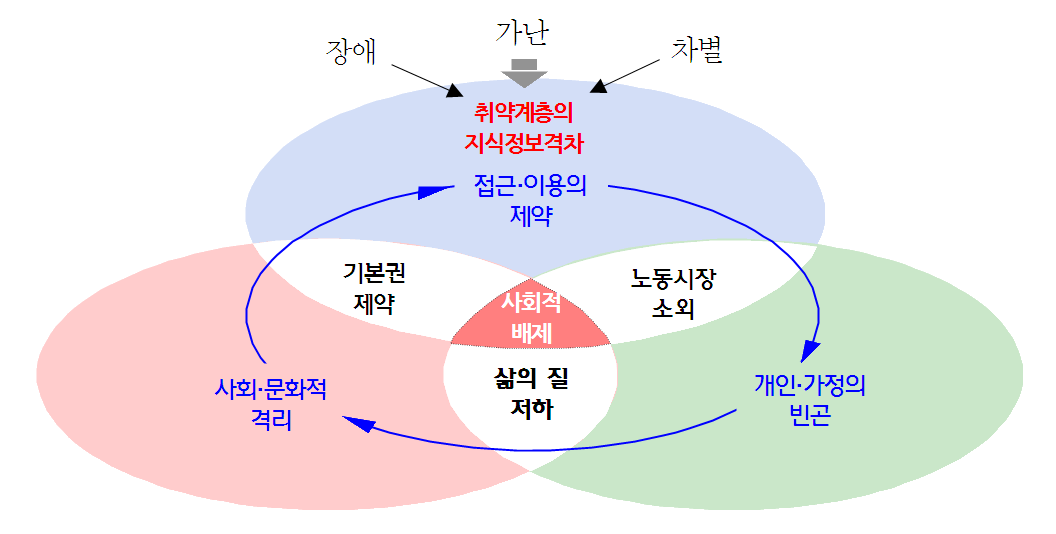 가난
장애
차별
취약계층의
지식정보격차
접근·이용의
제약
기본권
제약
노동시장
소외
사회적
배제
삶의 질
저하
사회·문화적
격리
개인·가정의
빈곤